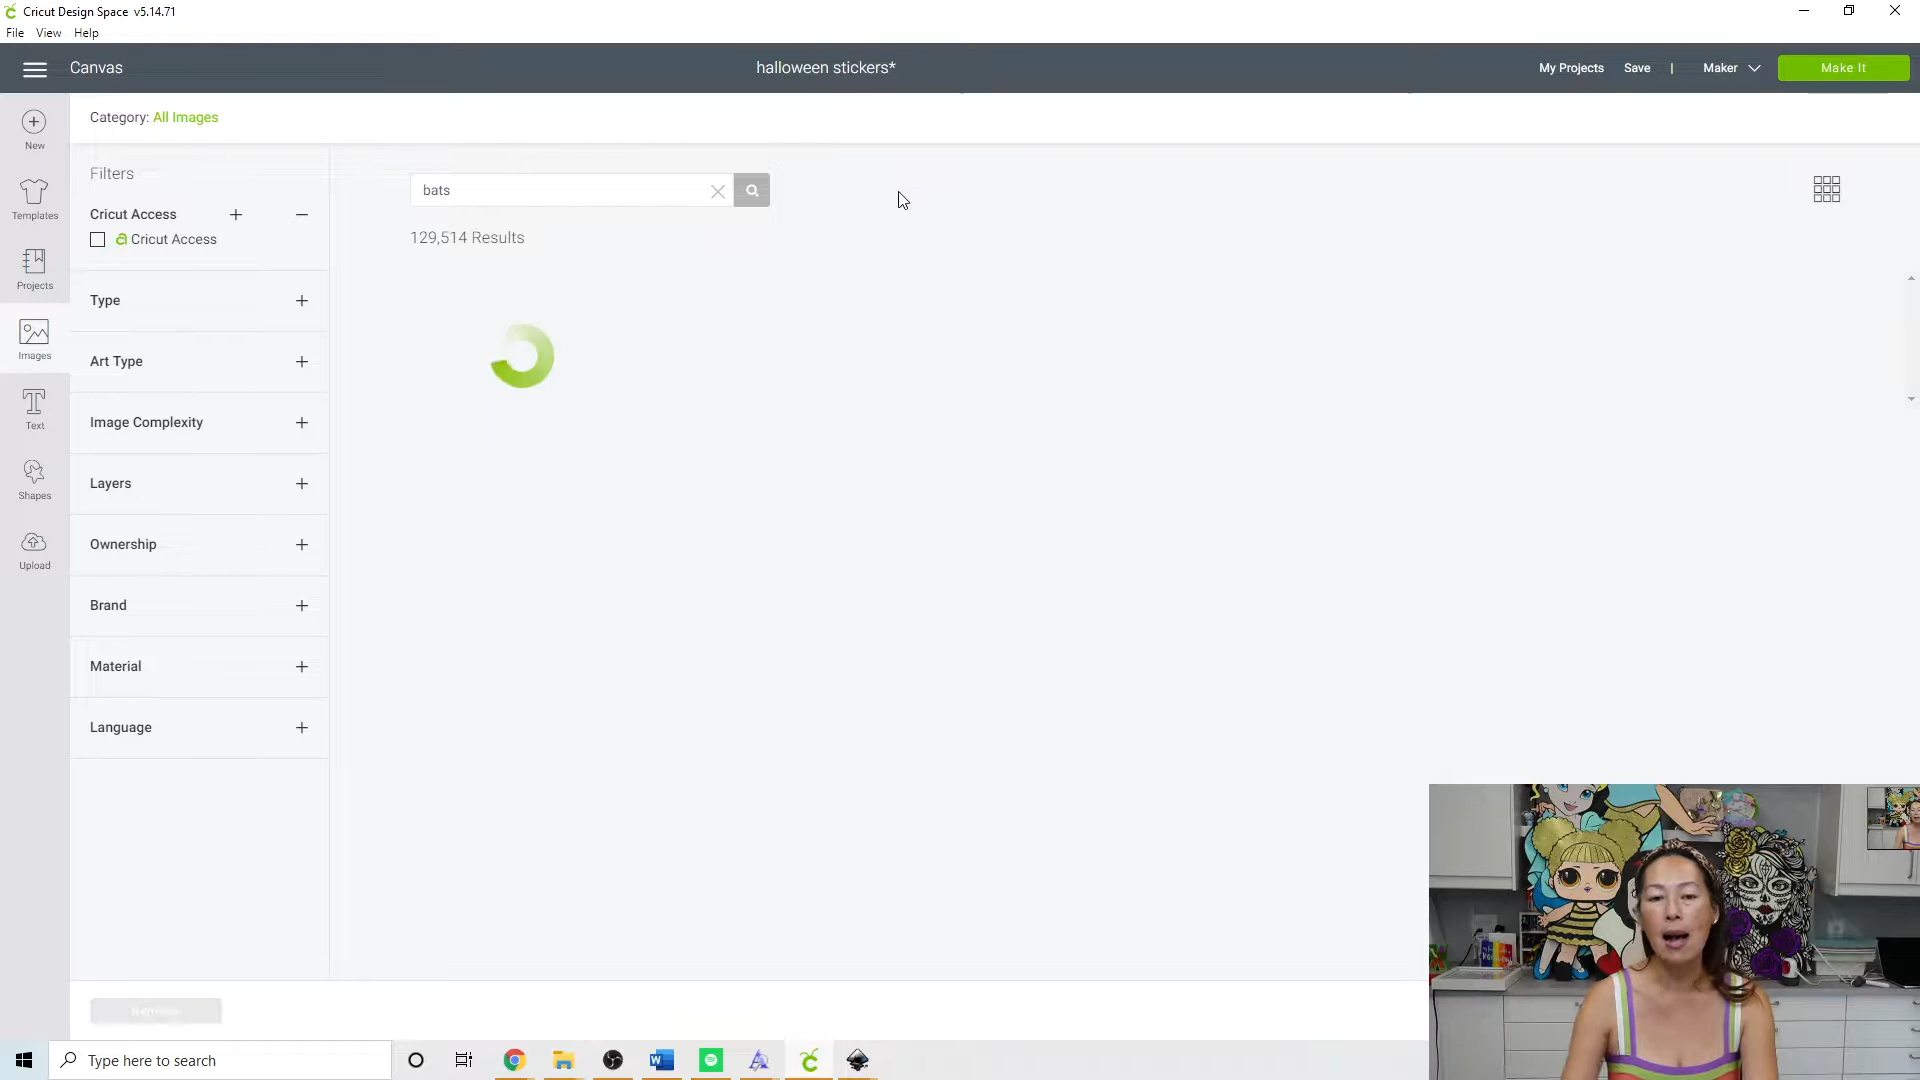 Cricut Design Space v5.14.71
File View Help
Canvas
halloween stickers*
My Projects Save | Maker Make It
New
Templates
Projects
Images
Text
Shapes
Upload
Category: All Images
Filters
Cricut Access
a Cricut Access
Type
Art Type
Image Complexity
Layers
Ownership
Brand
Material
Language
bats
129,514 Results
Type here to search